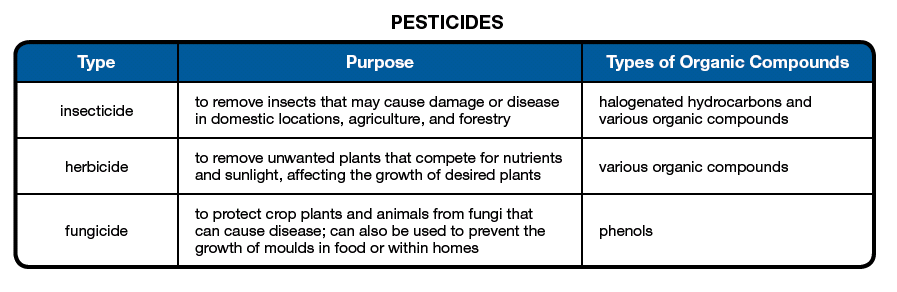 PESTICIDES
Type
Purpose
Types of Organic Compounds
insecticide
to remove insects that may cause damage or disease
in domestic locations, agriculture, and forestry
halogenated hydrocarbons and
various organic compounds
herbicide
to remove unwanted plants that compete for nutrients
and sunlight, affecting the growth of desired plants
various organic compounds
fungicide
to protect crop plants and animals from fungi that
can cause disease; can also be used to prevent the
growth of moulds in food or within homes
phenols